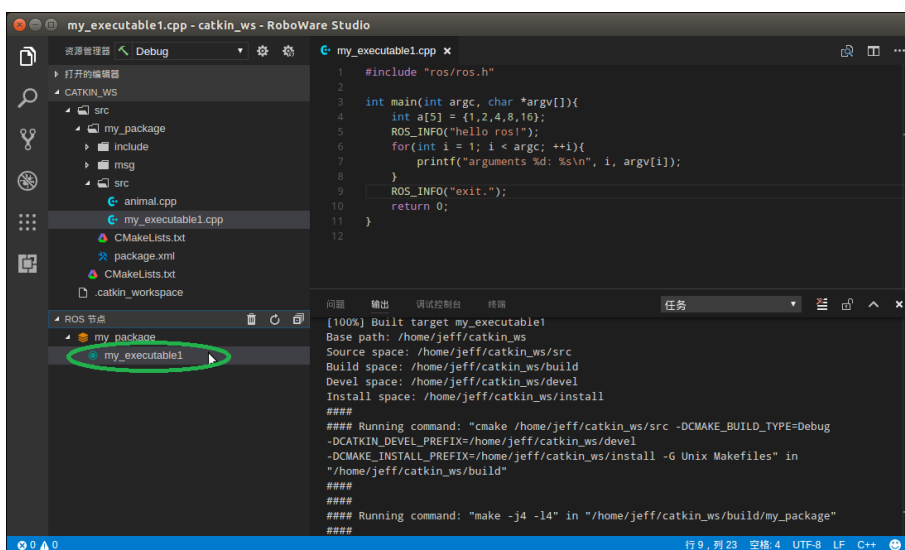 my_executable1.cpp - catkin_ws - RoboWare Studio
资源管理器 Debug
打开的编辑器
CATKIN_WS
src
my_package
include
msg
src
animal.cpp
my_executable1.cpp
CMakeLists.txt
package.xml
CMakeLists.txt
.catkin_workspace
ROS 节点
my_package
my_executable1
my_executable1.cpp ×
1 #include "ros/ros.h"
2
3 int main(int argc, char *argv[]){
4 int a[5] = {1,2,4,8,16};
5 ROS_INFO("hello ros!");
6 for(int i = 1; i < argc; ++i){
7 printf("arguments %d: %s\n", i, argv[i]);
8 }
9 ROS_INFO("exit.");
10 return 0;
11 }
12
问题 输出 调试控制台 终端 任务
[100%] Built target my_executable1
Base path: /home/jeff/catkin_ws
Source space: /home/jeff/catkin_ws/src
Build space: /home/jeff/catkin_ws/build
Devel space: /home/jeff/catkin_ws/devel
Install space: /home/jeff/catkin_ws/install
####
#### Running command: "cmake /home/jeff/catkin_ws/src -DCMAKE_BUILD_TYPE=Debug
-DCATKIN_DEVEL_PREFIX=/home/jeff/catkin_ws/devel
-DCMAKE_INSTALL_PREFIX=/home/jeff/catkin_ws/install -G Unix Makefiles" in
"/home/jeff/catkin_ws/build"
####
####
#### Running command: "make -j4 -l4" in "/home/jeff/catkin_ws/build/my_package"
####
0 0 行 9，列 23 空格: 4 UTF-8 LF C++